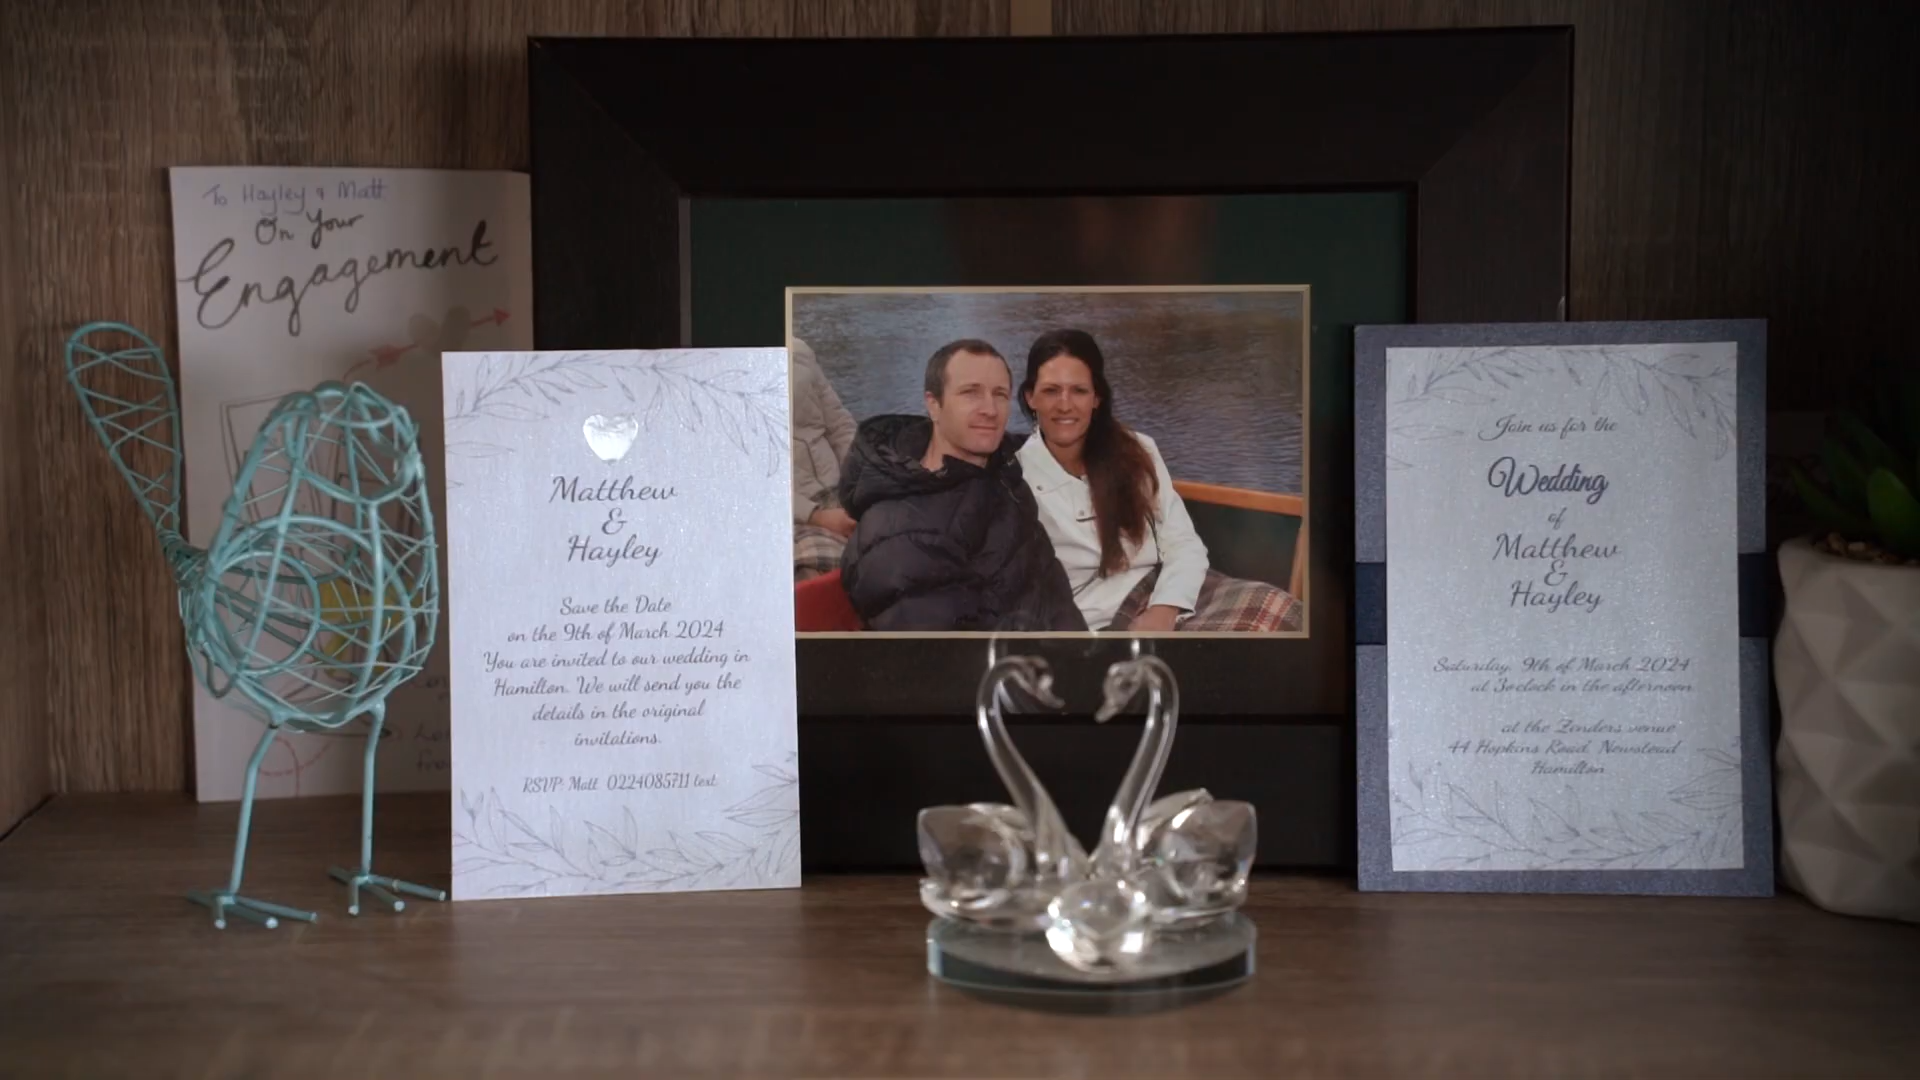 To Hayley & Matt
On Your
Engagement
Matthew
&
Hayley
Save the Date
on the 9th of March 2024
You are invited to our wedding in
Hamilton. We will send you the
details in the original
invitations.
RSVP: Matt 0224085711 text
Join us for the
Wedding
of
Matthew
&
Hayley
Saturday, 9th of March 2024
at 3oclock in the afternoon
at the Zinders venue
44 Hopkins Road, Newstead
Hamilton